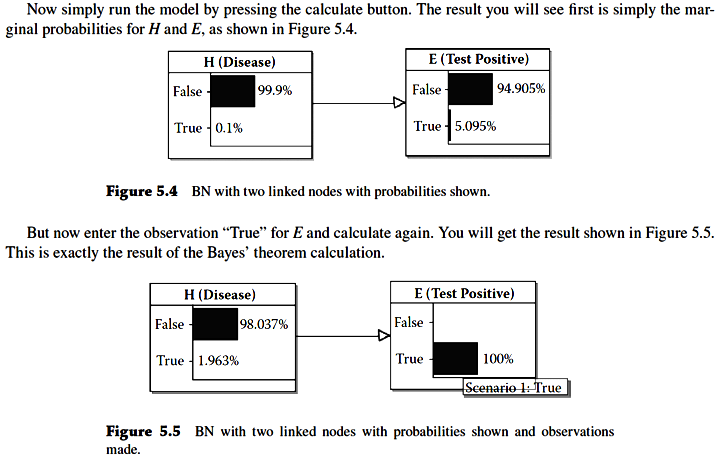 Now simply run the model by pressing the calculate button. The result you will see first is simply the mar-
ginal probabilities for H and E, as shown in Figure 5.4.
H (Disease)
False 99.9%
True 0.1%
E (Test Positive)
False 94.905%
True 5.095%
Figure 5.4 BN with two linked nodes with probabilities shown.
But now enter the observation “True” for E and calculate again. You will get the result shown in Figure 5.5.
This is exactly the result of the Bayes’ theorem calculation.
H (Disease)
False 98.037%
True 1.963%
E (Test Positive)
False
True 100%
Scenario 1: True
Figure 5.5 BN with two linked nodes with probabilities shown and observations
made.